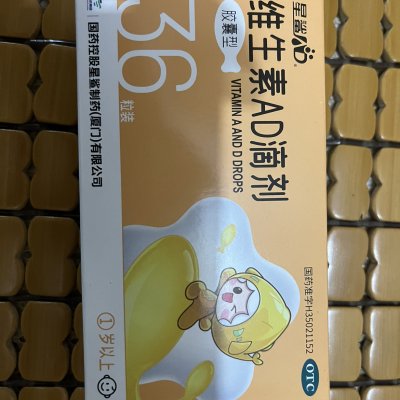 星鲨
维生素AD滴剂
胶囊型
VITAMIN A AND D DROPS
36
粒装
国药控股星鲨制药(厦门)有限公司
国药准字H35021152
OTC
1岁以上